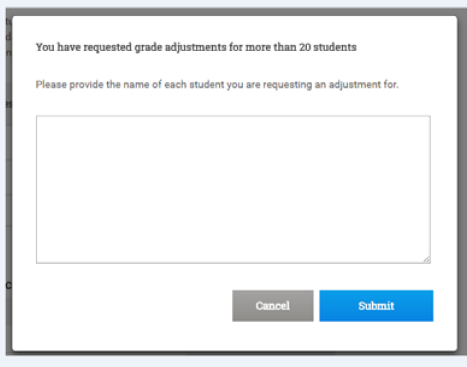 You have requested grade adjustments for more than 20 students
Please provide the name of each student you are requesting an adjustment for.
Cancel Submit